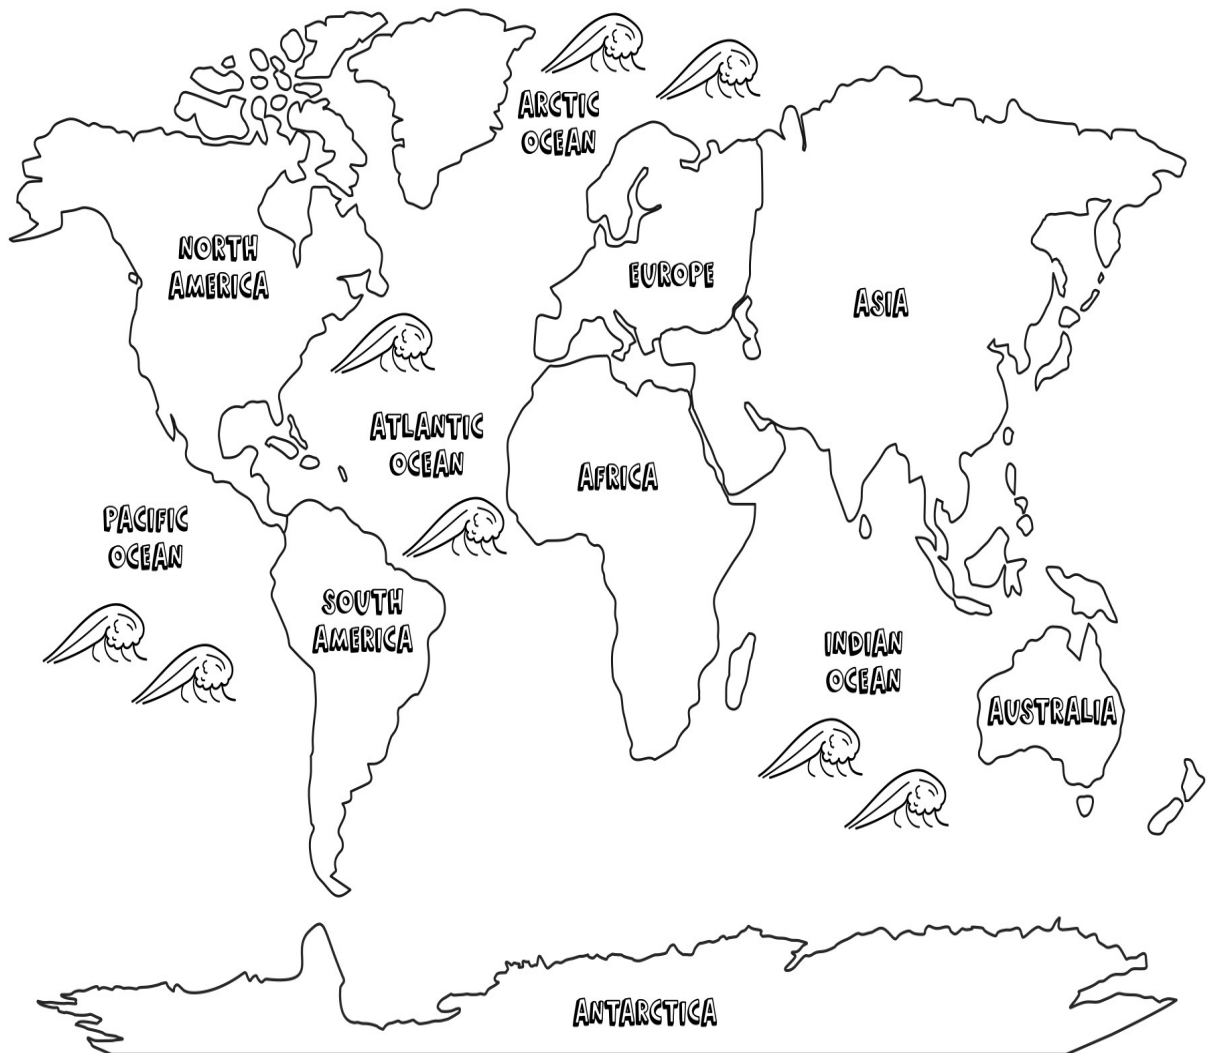 ARCTIC
OCEAN
NORTH
AMERICA
EUROPE
ASIA
ATLANTIC
OCEAN
AFRICA
PACIFIC
OCEAN
SOUTH
AMERICA
INDIAN
OCEAN
AUSTRALIA
ANTARCTICA